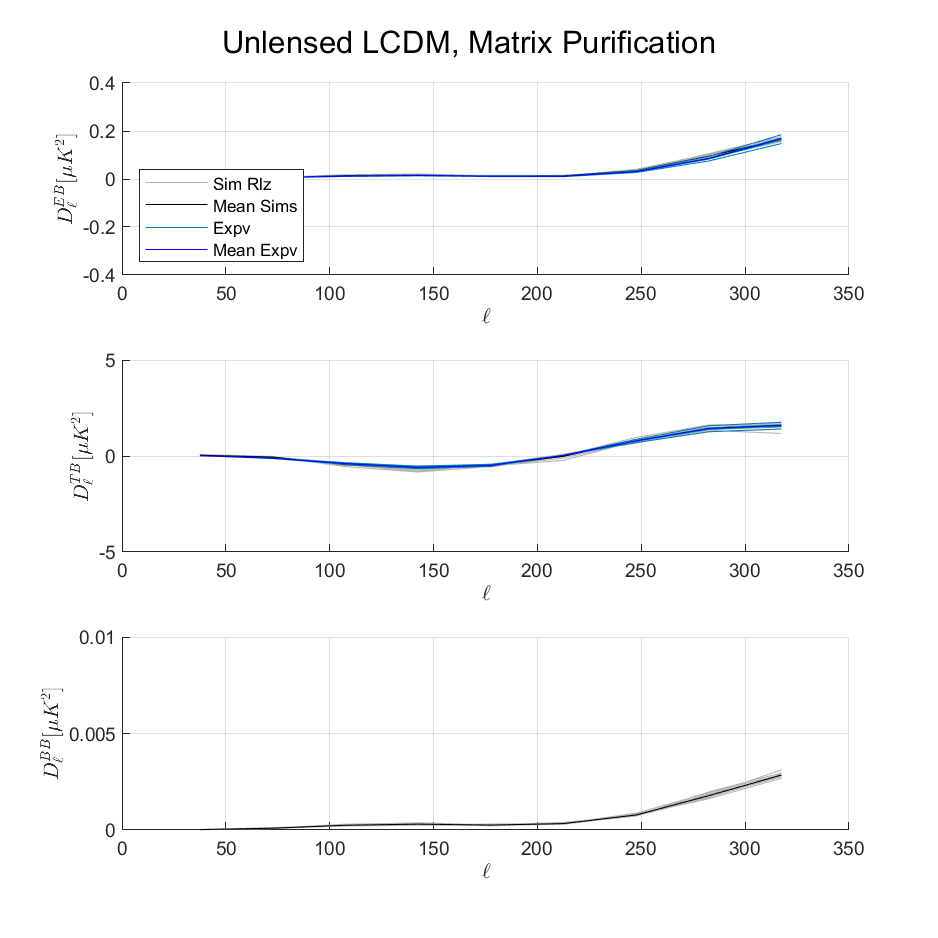 Unlensed LCDM, Matrix Purification
0.4
0.2
0
-0.2
-0.4
D_ℓ^{EB}[μK^2]
Sim Rlz
Mean Sims
Expv
Mean Expv
0 50 100 150 200 250 300 350
ℓ
5
0
-5
D_ℓ^{TB}[μK^2]
0 50 100 150 200 250 300 350
ℓ
0.01
0.005
0
D_ℓ^{BB}[μK^2]
0 50 100 150 200 250 300 350
ℓ